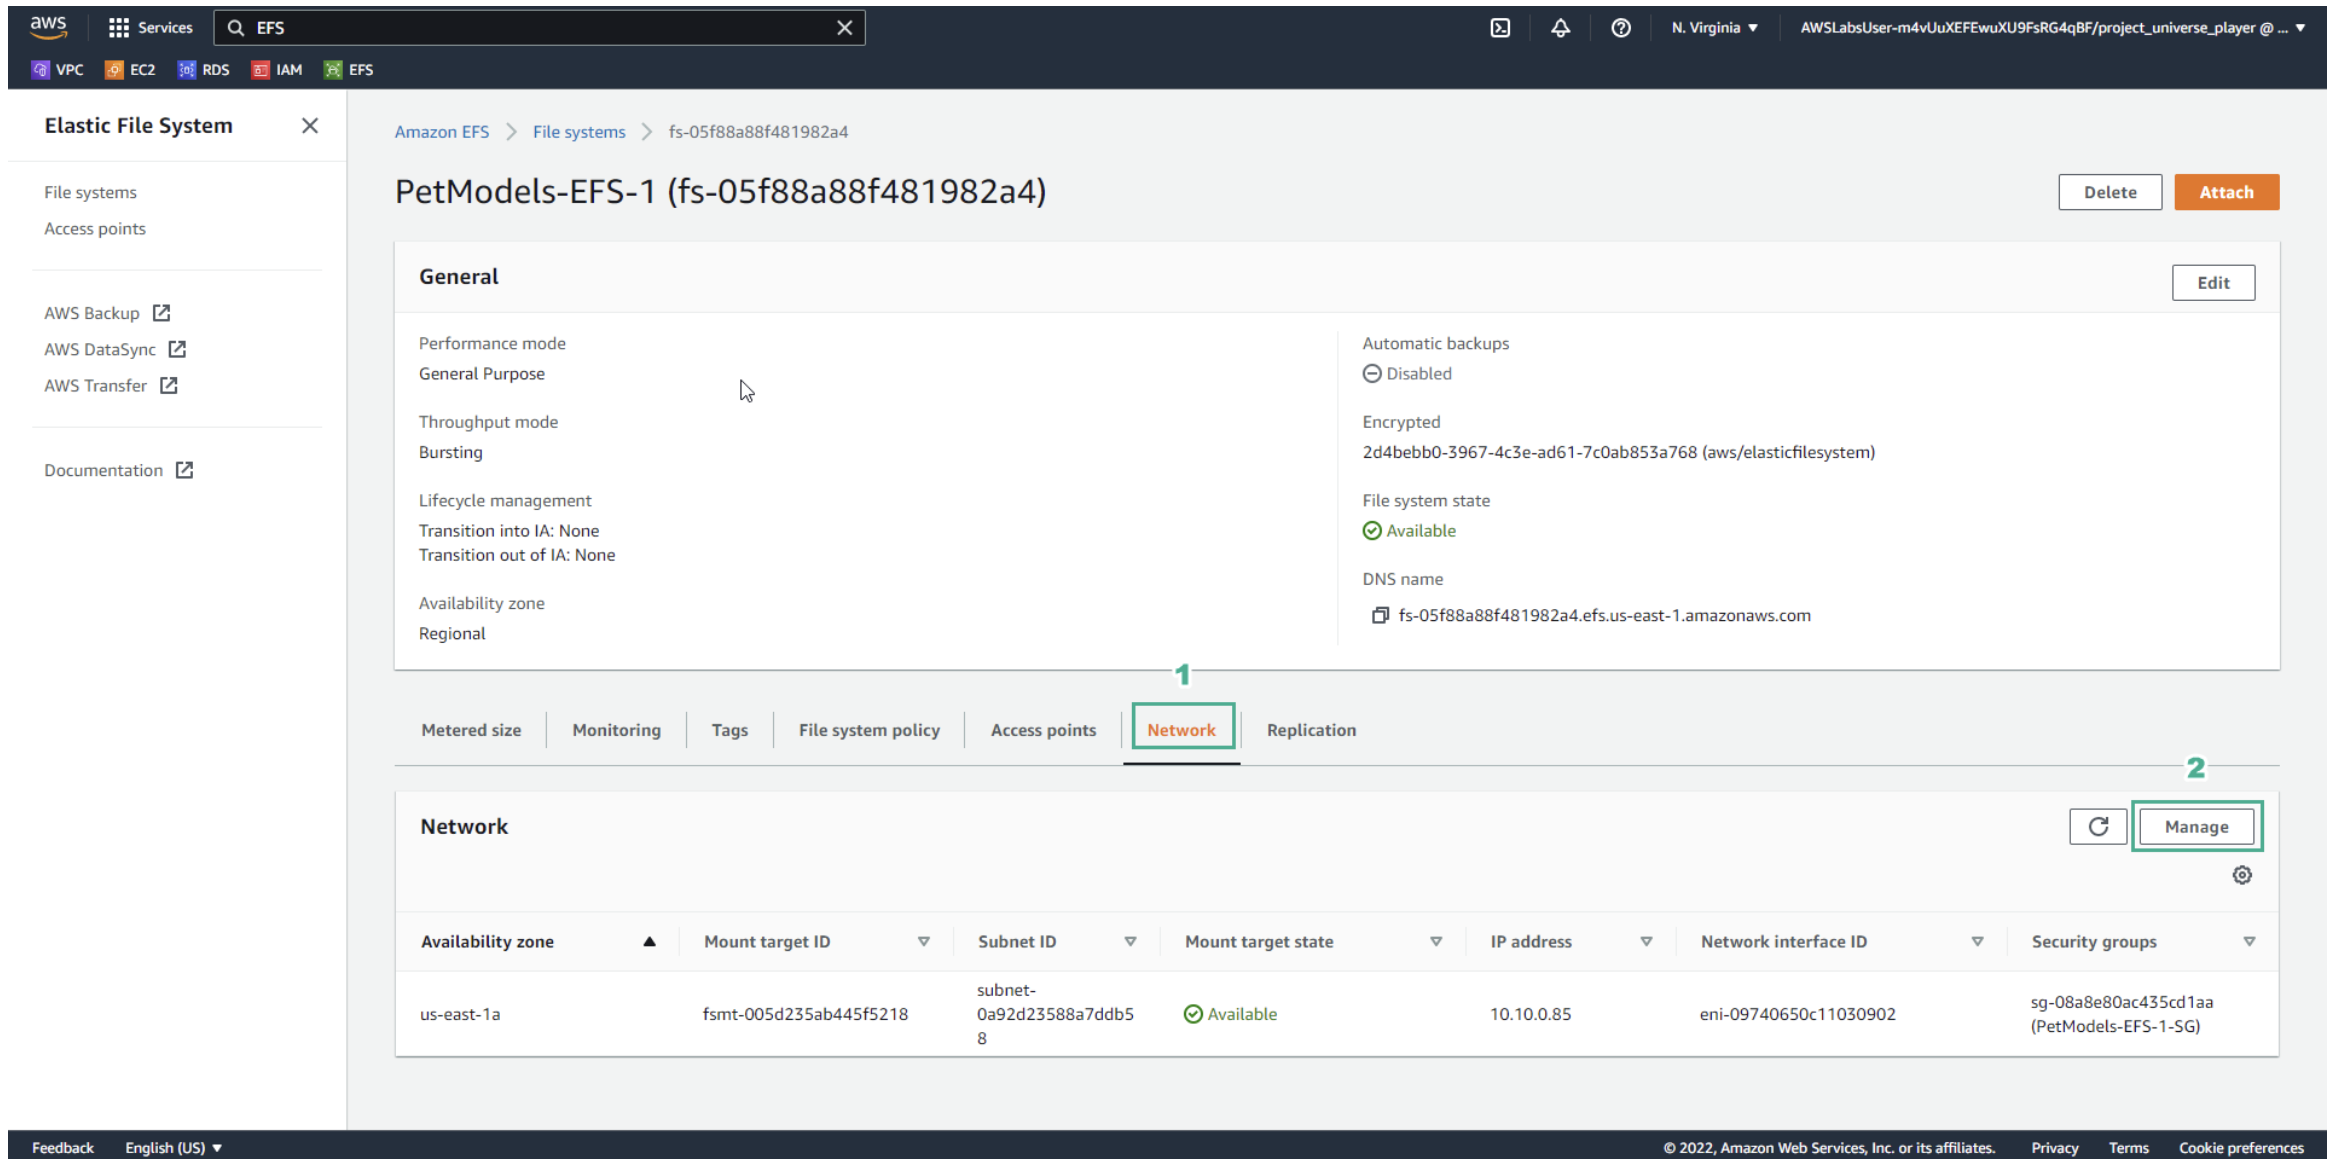 aws Services EFS N. Virginia ▼ AWSLabsUser-m4vUuXEFEwuXU9FsRG4qBF/project_universe_player @ ... ▼
VPC EC2 RDS IAM EFS
Elastic File System
File systems
Access points
AWS Backup
AWS DataSync
AWS Transfer
Documentation
Amazon EFS > File systems > fs-05f88a88f481982a4
PetModels-EFS-1 (fs-05f88a88f481982a4)
Delete Attach
General
Edit
Performance mode
General Purpose
Throughput mode
Bursting
Lifecycle management
Transition into IA: None
Transition out of IA: None
Availability zone
Regional
Automatic backups
Disabled
Encrypted
2d4bebb0-3967-4c3e-ad61-7c0ab853a768 (aws/elasticfilesystem)
File system state
Available
DNS name
fs-05f88a88f481982a4.efs.us-east-1.amazonaws.com
1
Metered size Monitoring Tags File system policy Access points Network Replication
2
Network
Manage
Availability zone Mount target ID Subnet ID Mount target state IP address Network interface ID Security groups
us-east-1a fsmt-005d235ab445f5218
subnet-
0a92d23588a7ddb5
8
Available 10.10.0.85 eni-09740650c11030902
sg-08a8e80ac435cd1aa
(PetModels-EFS-1-SG)
Feedback English (US) ▼ © 2022, Amazon Web Services, Inc. or its affiliates. Privacy Terms Cookie preferences